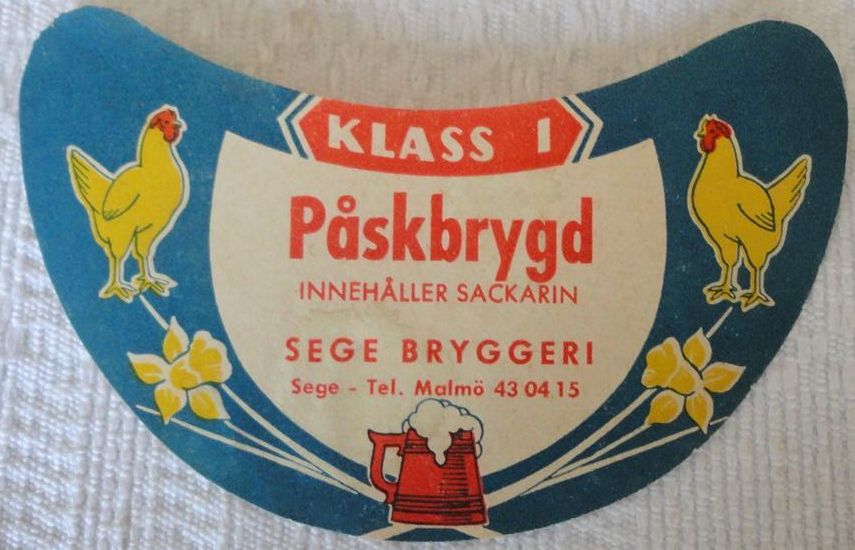 KLASS I
Påskbrygd
INNEHÅLLER SACKARIN
SEGE BRYGGERI
Sege - Tel. Malmö 43 04 15